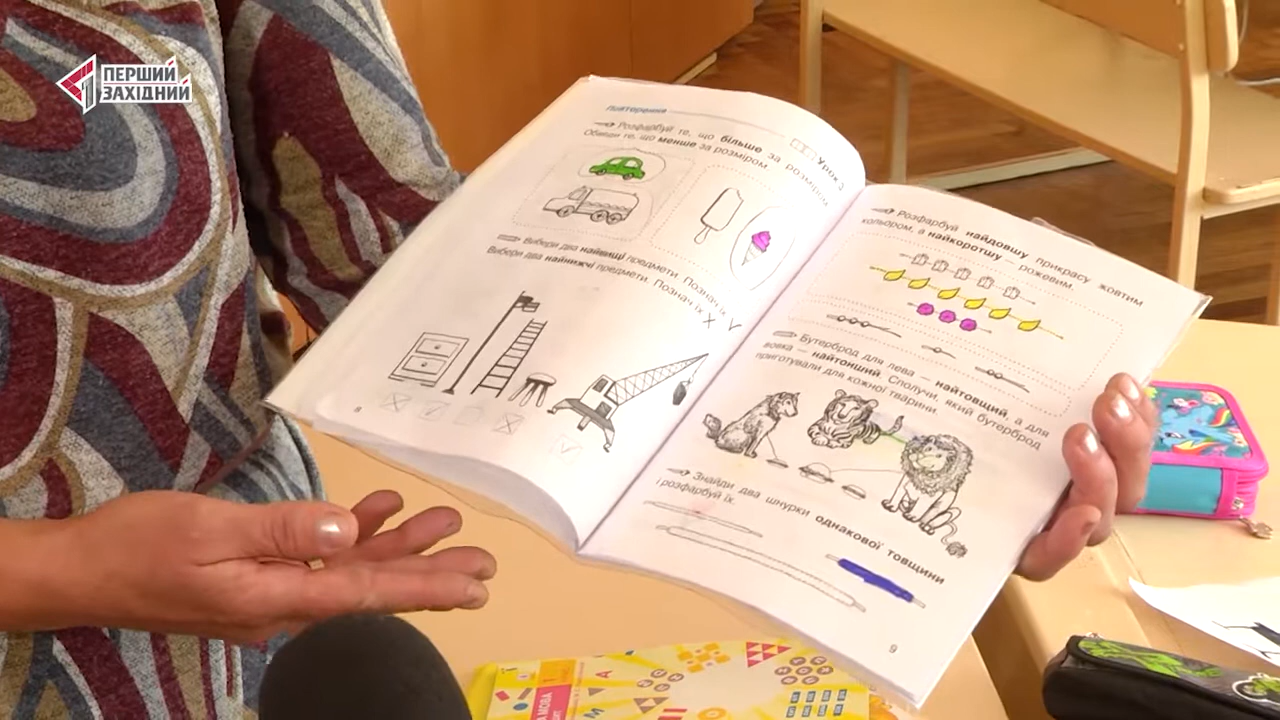 ПЕРШИЙ
ЗАХІДНИЙ
Повторення
Урок 2
Розфарбуй те, що більше за розміром.
Обведи те, що менше за розміром.
Вибери два найвищі предмети. Познач їх V
Вибери два найнижчі предмети. Познач їх X
8
Розфарбуй найдовшу прикрасу жовтим
кольором, а найкоротшу – рожевим.
Бутерброд для лева – найтовщий, а для
вовка – найтонший. Сполучи, який бутерброд
приготували для кожної тварини.
Знайди два шнурки однакової товщини
і розфарбуй їх.
9
МОВА